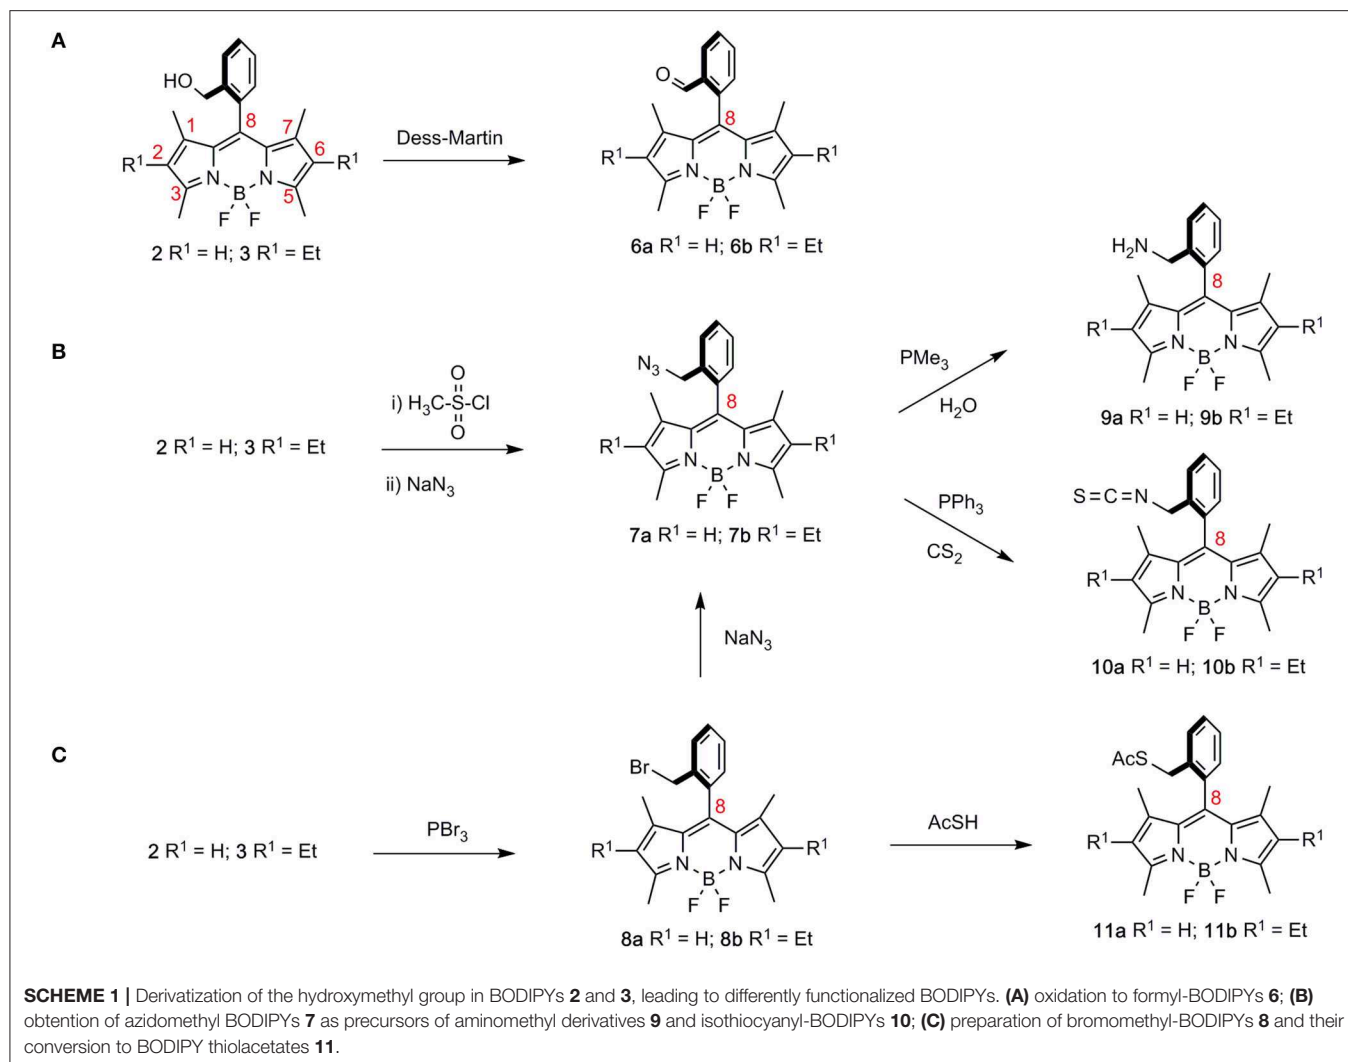 A
HO
8
1
7
2
6
R¹
R¹
3
N
N
5
B
F F
2 R¹ = H; 3 R¹ = Et
Dess-Martin
O
8
R¹
R¹
N
N
B
F F
6a R¹ = H; 6b R¹ = Et
B
2 R¹ = H; 3 R¹ = Et
O
i) H₃C-S-Cl
O
ii) NaN₃
N₃
8
R¹
R¹
N
N
B
F F
7a R¹ = H; 7b R¹ = Et
PMe₃
H₂O
H₂N
8
R¹
R¹
N
N
B
F F
9a R¹ = H; 9b R¹ = Et
PPh₃
CS₂
S=C=N
8
R¹
R¹
N
N
B
F F
10a R¹ = H; 10b R¹ = Et
NaN₃
C
2 R¹ = H; 3 R¹ = Et
PBr₃
Br
8
R¹
R¹
N
N
B
F F
8a R¹ = H; 8b R¹ = Et
AcSH
AcS
8
R¹
R¹
N
N
B
F F
11a R¹ = H; 11b R¹ = Et
SCHEME 1 | Derivatization of the hydroxymethyl group in BODIPYs 2 and 3, leading to differently functionalized BODIPYs. (A) oxidation to formyl-BODIPYs 6; (B)
obtention of azidomethyl BODIPYs 7 as precursors of aminomethyl derivatives 9 and isothiocyanyl-BODIPYs 10; (C) preparation of bromomethyl-BODIPYs 8 and their
conversion to BODIPY thiolacetates 11.